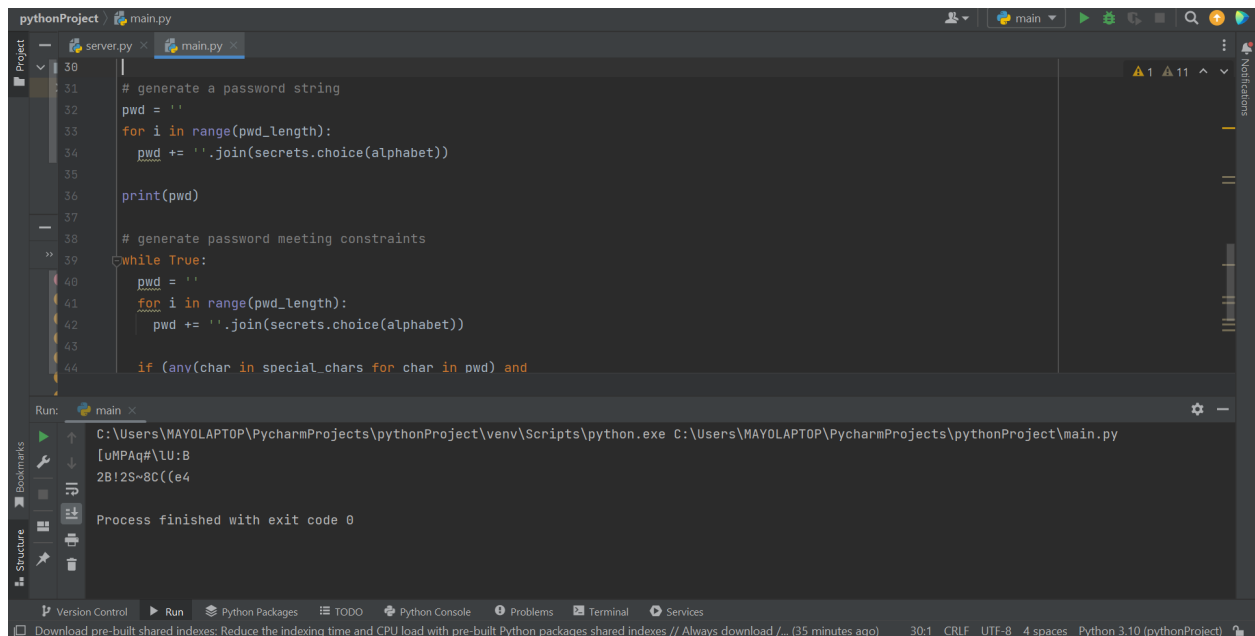 pythonProject main.py
main
server.py main.py
Project
Notifications
1 11
30
31 # generate a password string
32 pwd = ''
33 for i in range(pwd_length):
34 pwd += ''.join(secrets.choice(alphabet))
35
36 print(pwd)
37
38 # generate password meeting constraints
39 while True:
40 pwd = ''
41 for i in range(pwd_length):
42 pwd += ''.join(secrets.choice(alphabet))
43
44 if (any(char in special_chars for char in pwd) and
Run: main
C:\Users\MAYOLAPTOP\PycharmProjects\pythonProject\venv\Scripts\python.exe C:\Users\MAYOLAPTOP\PycharmProjects\pythonProject\main.py
[uMPAq#\lU:B
2B!2S~8C((e4
Process finished with exit code 0
Bookmarks
Structure
Version Control Run Python Packages TODO Python Console Problems Terminal Services
Download pre-built shared indexes: Reduce the indexing time and CPU load with pre-built Python packages shared indexes // Always download /... (35 minutes ago) 30:1 CRLF UTF-8 4 spaces Python 3.10 (pythonProject)